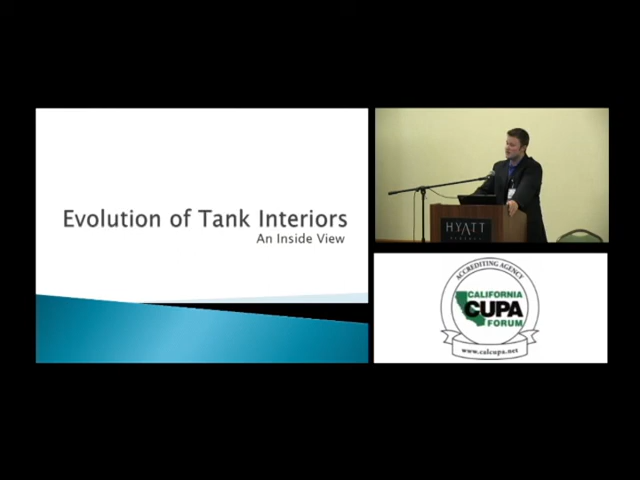 Evolution of Tank Interiors
An Inside View
HYATT
ACCREDITING AGENCY
CALIFORNIA
CUPA
FORUM
www.calcupa.net